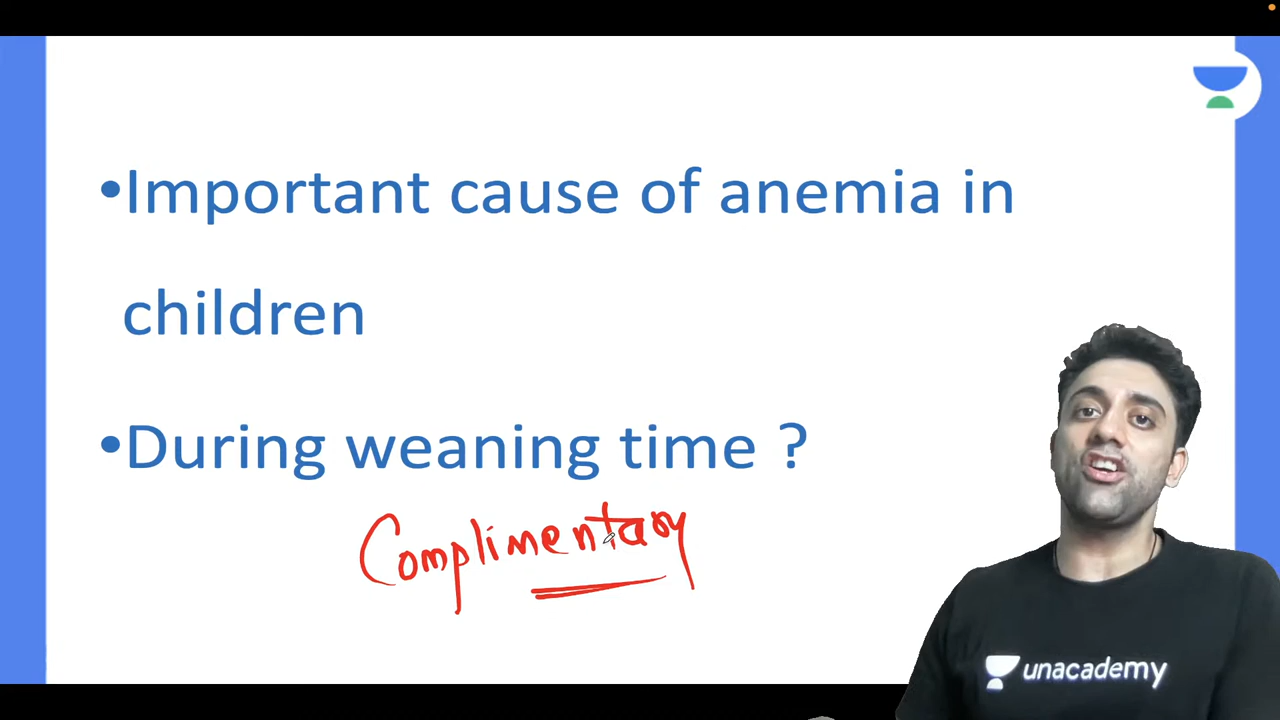 •Important cause of anemia in
children
•During weaning time ?
Complimentary
unacademy